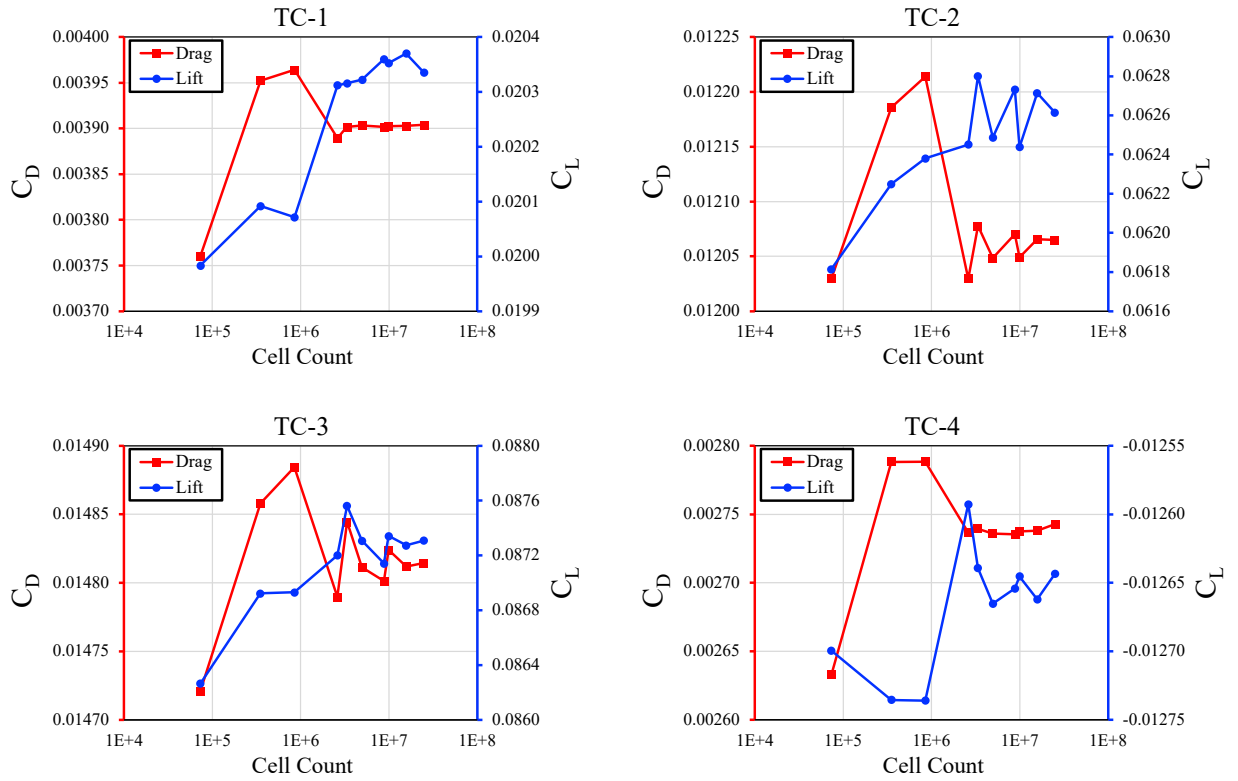 TC-1
0.00400
0.00395
0.00390
0.00385
0.00380
0.00375
0.00370
C_D
Drag
Lift
0.0204
0.0203
0.0202
0.0201
0.0200
0.0199
C_L
1E+4 1E+5 1E+6 1E+7 1E+8
Cell Count
TC-2
0.01225
0.01220
0.01215
0.01210
0.01205
0.01200
C_D
Drag
Lift
0.0630
0.0628
0.0626
0.0624
0.0622
0.0620
0.0618
0.0616
C_L
1E+4 1E+5 1E+6 1E+7 1E+8
Cell Count
TC-3
0.01490
0.01485
0.01480
0.01475
0.01470
C_D
Drag
Lift
0.0880
0.0876
0.0872
0.0868
0.0864
0.0860
C_L
1E+4 1E+5 1E+6 1E+7 1E+8
Cell Count
TC-4
0.00280
0.00275
0.00270
0.00265
0.00260
C_D
Drag
Lift
-0.01255
-0.01260
-0.01265
-0.01270
-0.01275
C_L
1E+4 1E+5 1E+6 1E+7 1E+8
Cell Count